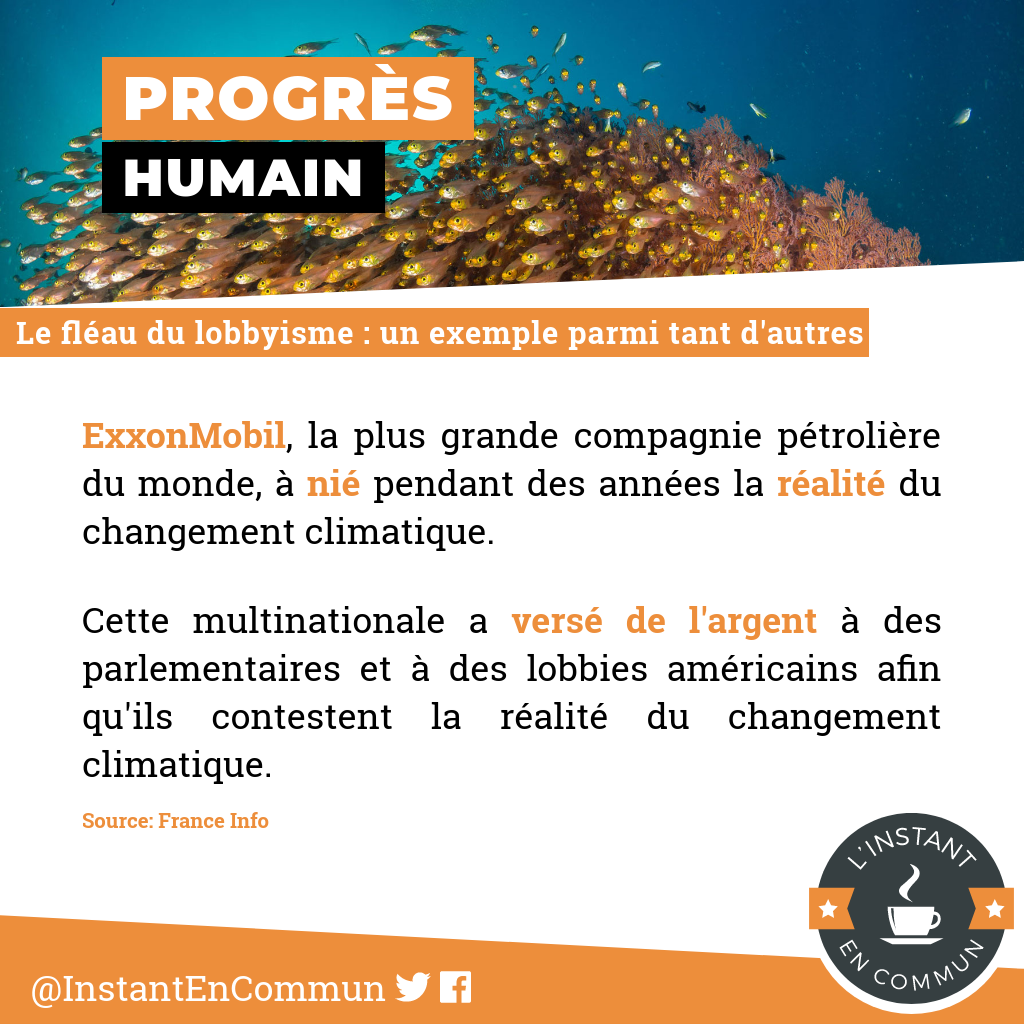 PROGRÈS
HUMAIN
Le fléau du lobbyisme : un exemple parmi tant d'autres
ExxonMobil, la plus grande compagnie pétrolière
du monde, à nié pendant des années la réalité du
changement climatique.
Cette multinationale a versé de l'argent à des
parlementaires et à des lobbies américains afin
qu'ils contestent la réalité du changement
climatique.
Source: France Info
L'INSTANT
EN COMMUN
@InstantEnCommun